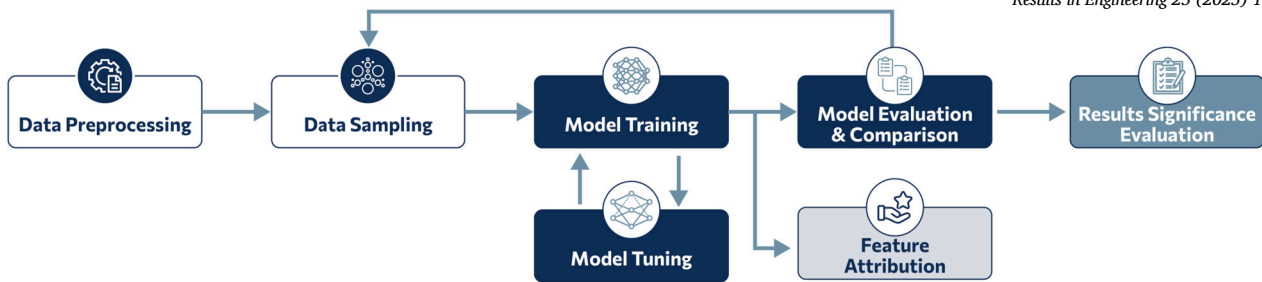 Results in Engineering 25 (2025) 1
Data Preprocessing
Data Sampling
Model Training
Model Evaluation
& Comparison
Results Significance
Evaluation
Model Tuning
Feature
Attribution